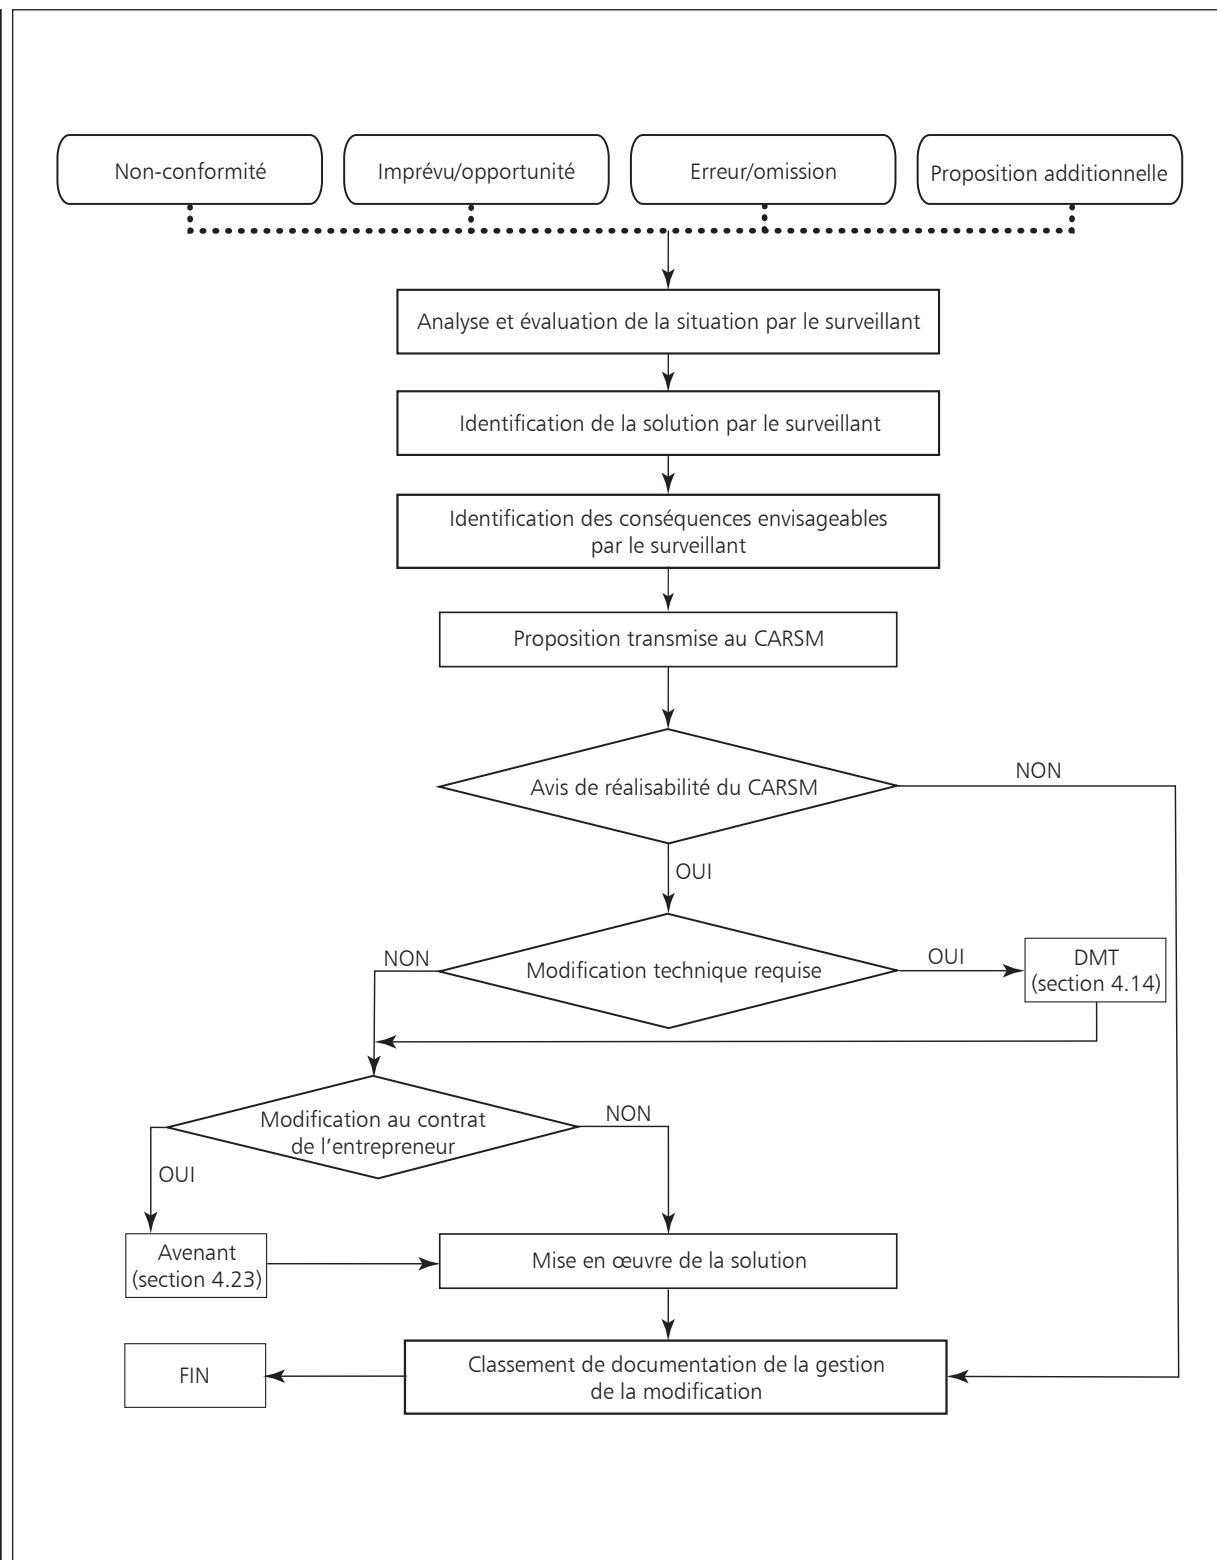 Non-conformité
Imprévu/opportunité
Erreur/omission
Proposition additionnelle
Analyse et évaluation de la situation par le surveillant
Identification de la solution par le surveillant
Identification des conséquences envisageables
par le surveillant
Proposition transmise au CARSM
Avis de réalisabilité du CARSM
NON
OUI
Modification technique requise
NON
OUI
DMT
(section 4.14)
Modification au contrat
de l'entrepreneur
NON
OUI
Avenant
(section 4.23)
Mise en œuvre de la solution
Classement de documentation de la gestion
de la modification
FIN